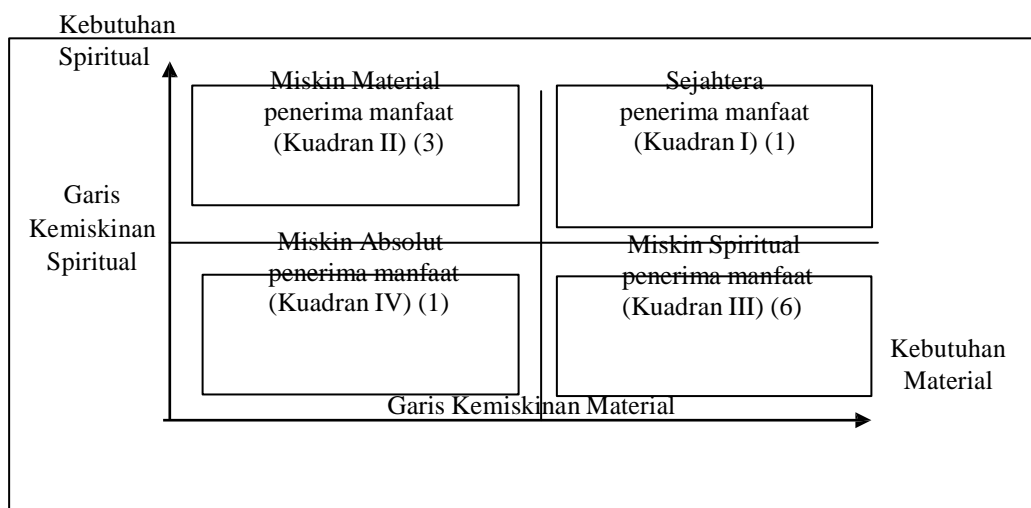 Kebutuhan
Spiritual
Miskin Material
penerima manfaat
(Kuadran II) (3)
Sejahtera
penerima manfaat
(Kuadran I) (1)
Garis
Kemiskinan
Spiritual
Miskin Absolut
penerima manfaat
(Kuadran IV) (1)
Miskin Spiritual
penerima manfaat
(Kuadran III) (6)
Kebutuhan
Material
Garis Kemiskinan Material